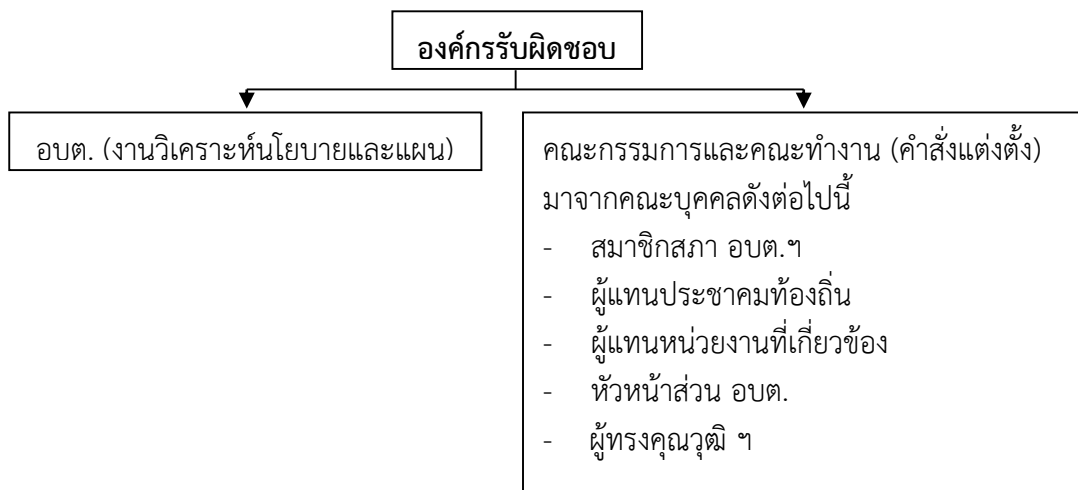 องค์กรรับผิดชอบ
อบต. (งานวิเคราะห์นโยบายและแผน)
คณะกรรมการและคณะทำงาน (คำสั่งแต่งตั้ง)
มาจากคณะบุคคลดังต่อไปนี้
- สมาชิกสภา อบต.ฯ
- ผู้แทนประชาคมท้องถิ่น
- ผู้แทนหน่วยงานที่เกี่ยวข้อง
- หัวหน้าส่วน อบต.
- ผู้ทรงคุณวุฒิ ฯ